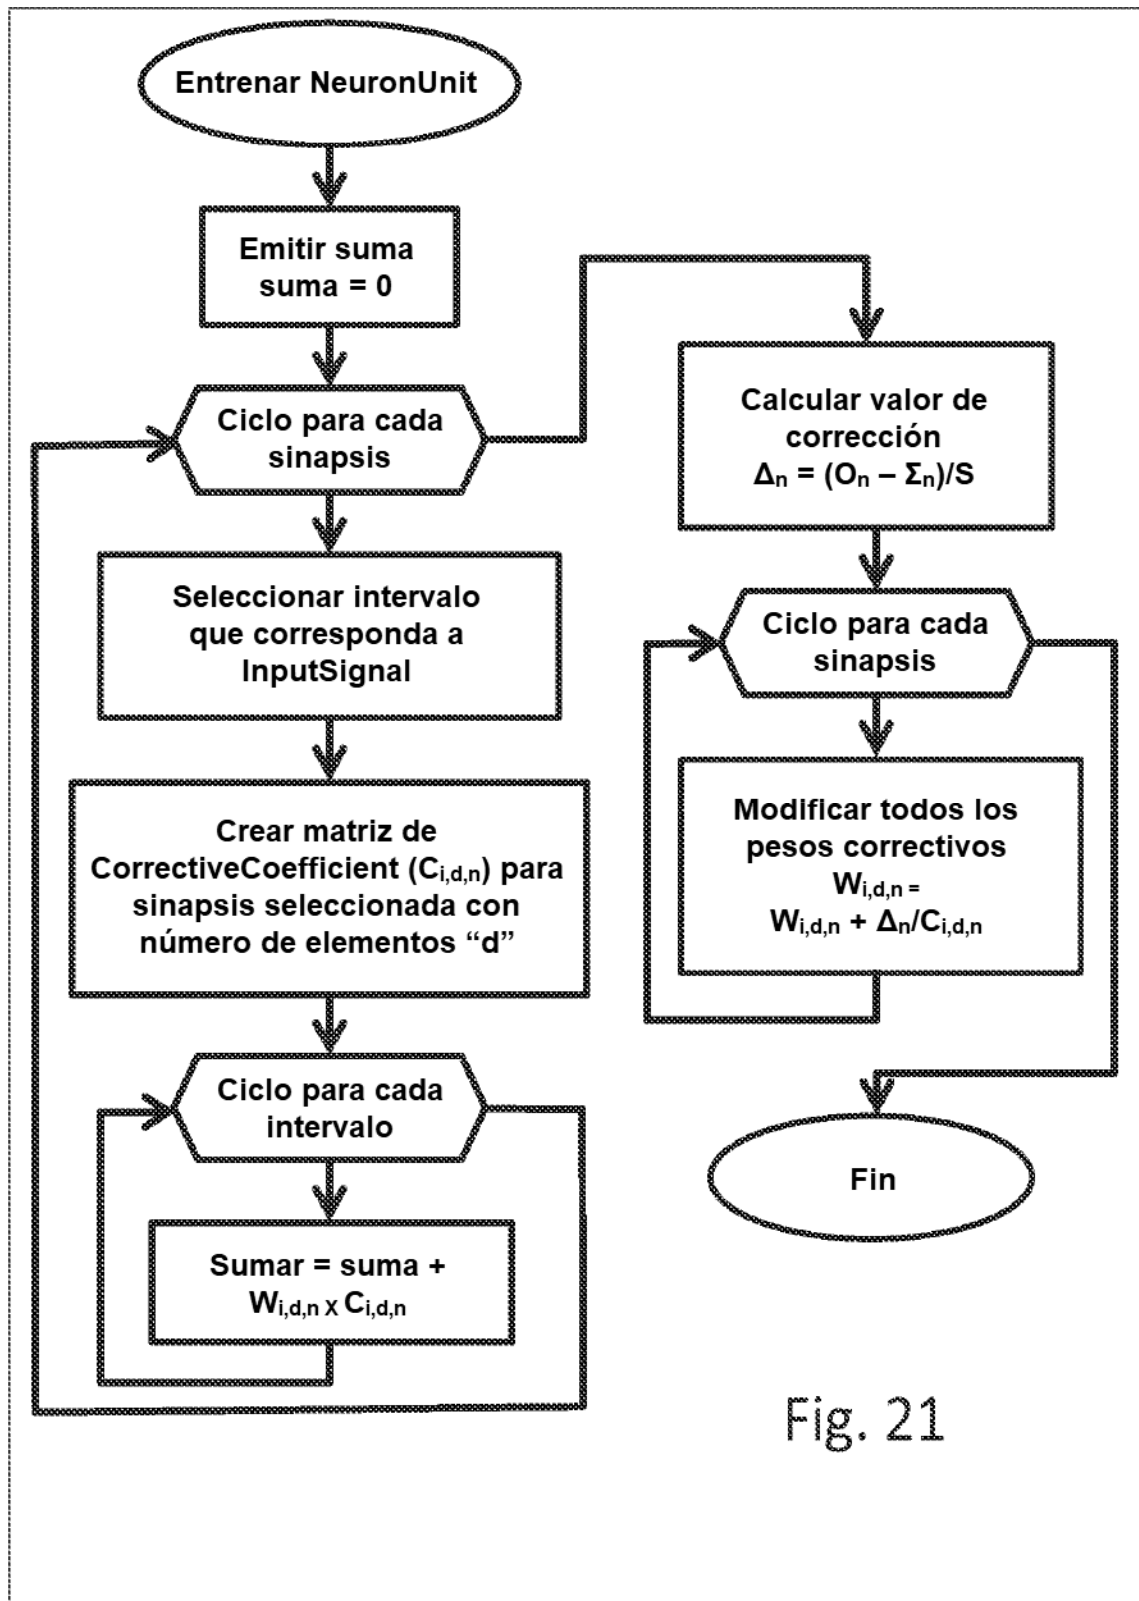 Entrenar NeuronUnit
Emitir suma
suma = 0
Ciclo para cada
sinapsis
Seleccionar intervalo
que corresponda a
InputSignal
Crear matriz de
CorrectiveCoefficient (Ci,d,n) para
sinapsis seleccionada con
número de elementos “d”
Ciclo para cada
intervalo
Sumar = suma +
Wi,d,n x Ci,d,n
Calcular valor de
corrección
Δn = (On – Σn)/S
Ciclo para cada
sinapsis
Modificar todos los
pesos correctivos
Wi,d,n =
Wi,d,n + Δn/Ci,d,n
Fin
Fig. 21